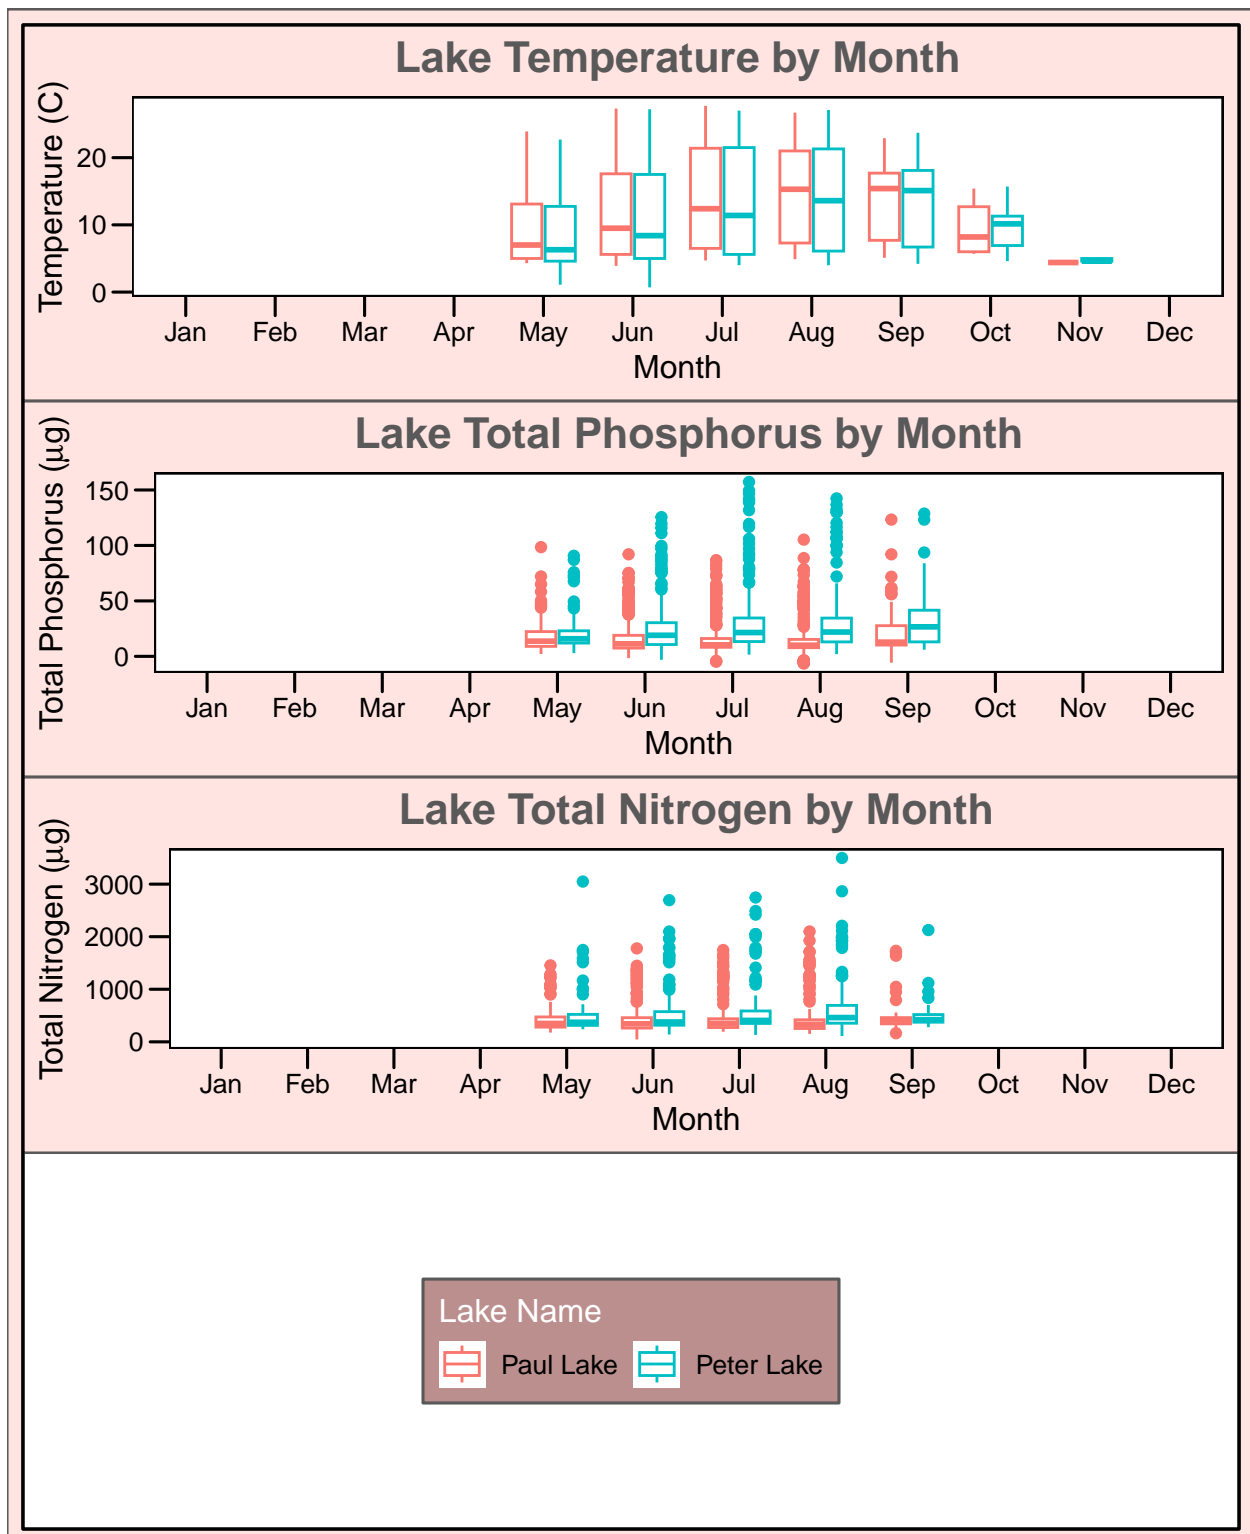 Lake Temperature by Month
Temperature (C)
20
10
0
Jan Feb Mar Apr May Jun Jul Aug Sep Oct Nov Dec
Month
Lake Total Phosphorus by Month
Total Phosphorus (µg)
150
100
50
0
Jan Feb Mar Apr May Jun Jul Aug Sep Oct Nov Dec
Month
Lake Total Nitrogen by Month
Total Nitrogen (µg)
3000
2000
1000
0
Jan Feb Mar Apr May Jun Jul Aug Sep Oct Nov Dec
Month
Lake Name
Paul Lake Peter Lake